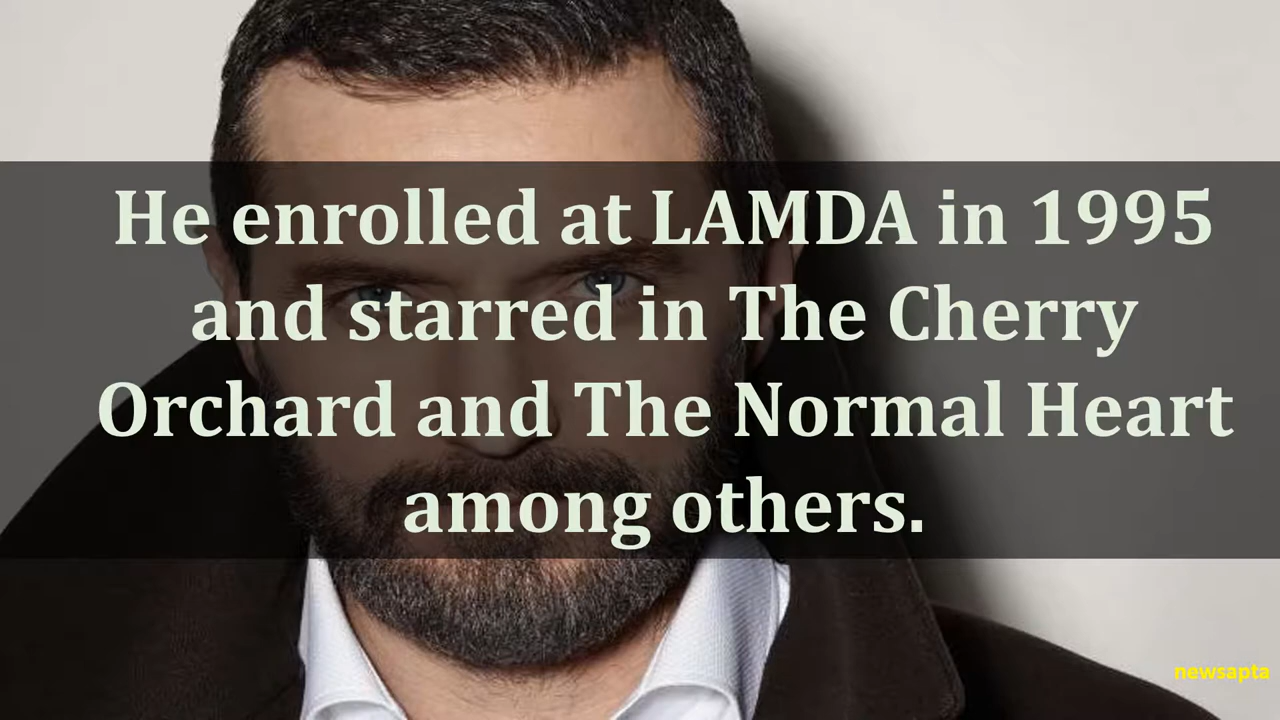 He enrolled at LAMDA in 1995
and starred in The Cherry
Orchard and The Normal Heart
among others.
newsapta